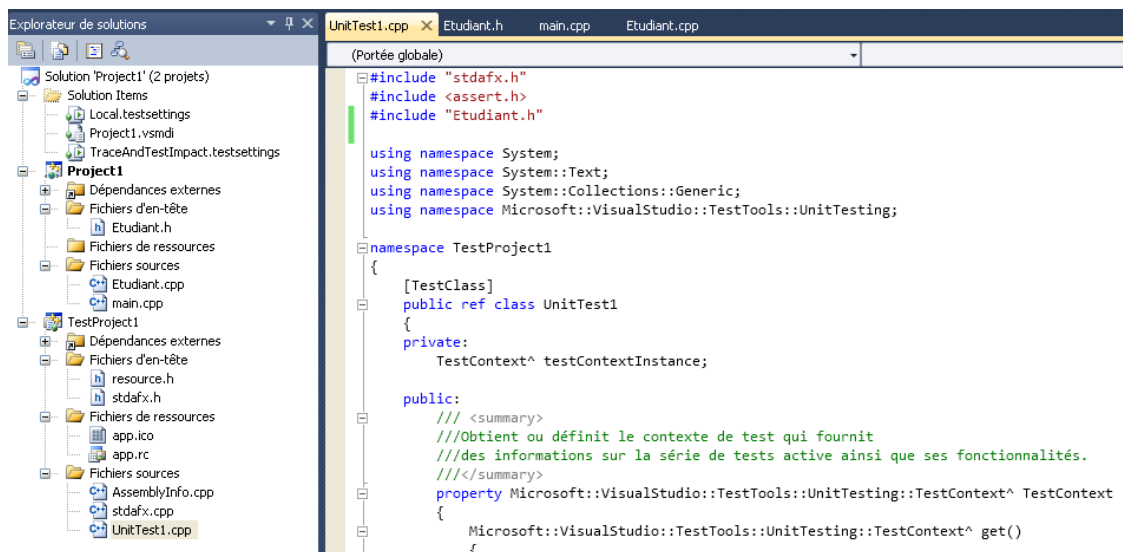 Explorateur de solutions
Solution 'Project1' (2 projets)
Solution Items
Local.testsettings
Project1.vsmdi
TraceAndTestImpact.testsettings
Project1
Dépendances externes
Fichiers d'en-tête
Etudiant.h
Fichiers de ressources
Fichiers sources
Etudiant.cpp
main.cpp
TestProject1
Dépendances externes
Fichiers d'en-tête
resource.h
stdafx.h
Fichiers de ressources
app.ico
app.rc
Fichiers sources
AssemblyInfo.cpp
stdafx.cpp
UnitTest1.cpp
UnitTest1.cpp Etudiant.h main.cpp Etudiant.cpp
(Portée globale)
#include "stdafx.h"
#include <assert.h>
#include "Etudiant.h"
using namespace System;
using namespace System::Text;
using namespace System::Collections::Generic;
using namespace Microsoft::VisualStudio::TestTools::UnitTesting;
namespace TestProject1
{
[TestClass]
public ref class UnitTest1
{
private:
TestContext^ testContextInstance;
public:
/// <summary>
///Obtient ou définit le contexte de test qui fournit
///des informations sur la série de tests active ainsi que ses fonctionnalités.
///</summary>
property Microsoft::VisualStudio::TestTools::UnitTesting::TestContext^ TestContext
{
Microsoft::VisualStudio::TestTools::UnitTesting::TestContext^ get()
{